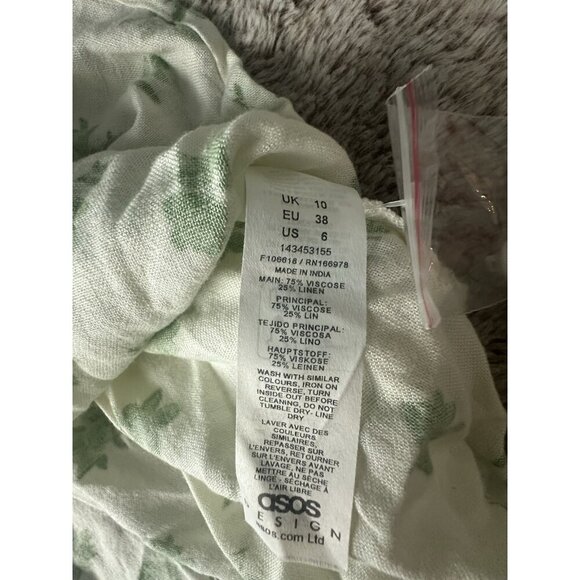 UK 10
EU 38
US 6
143453155
F106618 / RN166978
MADE IN INDIA
MAIN: 75% VISCOSE
25% LINEN
PRINCIPAL:
75% VISCOSE
25% LIN
TEJIDO PRINCIPAL:
75% VISCOSA
25% LINO
HAUPTSTOFF:
75% VISKOSE
25% LEINEN
WASH WITH SIMILAR
COLOURS, IRON ON
REVERSE, TURN
INSIDE OUT BEFORE
CLEANING, DO NOT
TUMBLE DRY- LINE
DRY
LAVER AVEC DES
COULEURS
SIMILAIRES,
REPASSER SUR
L'ENVERS, RETOURNER
SUR L'ENVERS AVANT
LAVAGE, NE PAS
METTRE AU SÈCHE
LINGE - SÉCHAGE À
L'AIR LIBRE
asos
DESIGN
asos.com Ltd